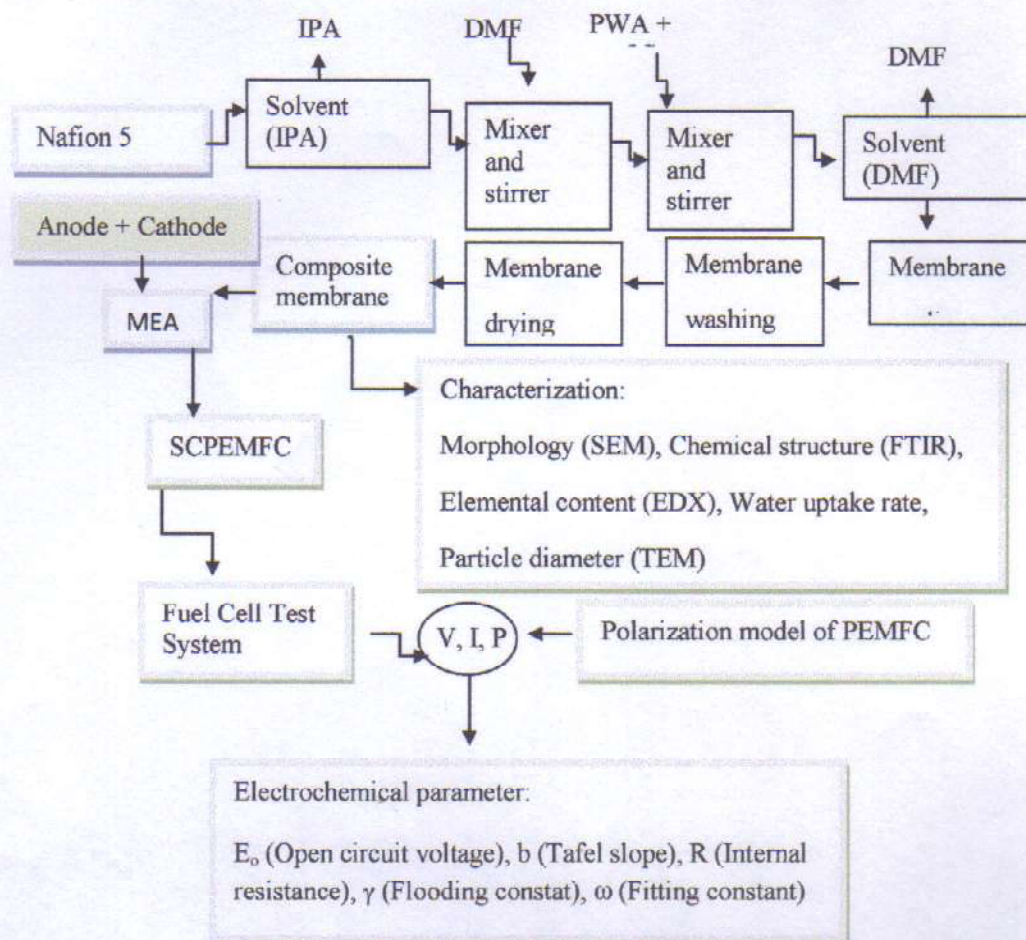 IPA
DMF
PWA +
DMF
Nafion 5
Solvent
(IPA)
Mixer
and
stirrer
Mixer
and
stirrer
Solvent
(DMF)
Anode + Cathode
MEA
Composite
membrane
Membrane
drying
Membrane
washing
Membrane
SCPEMFC
Characterization:
Morphology (SEM), Chemical structure (FTIR),
Elemental content (EDX), Water uptake rate,
Particle diameter (TEM)
Fuel Cell Test
System
V, I, P
Polarization model of PEMFC
Electrochemical parameter:
Eₒ (Open circuit voltage), b (Tafel slope), R (Internal
resistance), γ (Flooding constat), ω (Fitting constant)